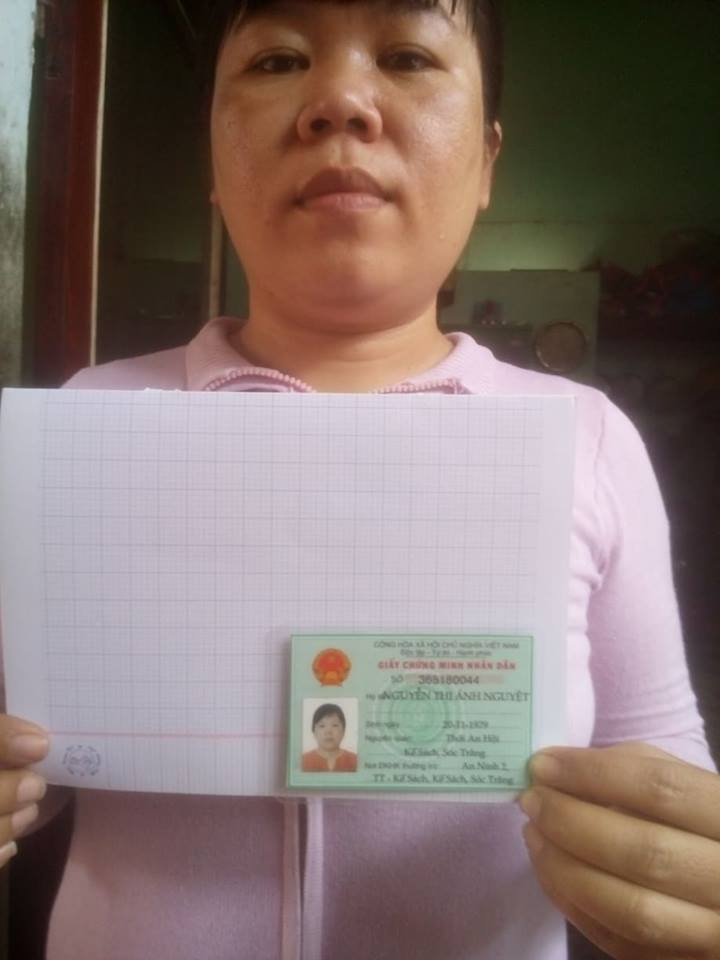 CỘNG HÒA XÃ HỘI CHỦ NGHĨA VIỆT NAM
Độc lập - Tự do - Hạnh phúc
GIẤY CHỨNG MINH NHÂN DÂN
SỐ 365180044
Họ tên NGUYỄN THỊ ÁNH NGUYỆT
Sinh ngày 20-11-1979
Nguyên quán Thới An Hội
Kế Sách, Sóc Trăng
Nơi ĐKHK thường trú An Ninh 2,
TT - Kế Sách, Kế Sách, Sóc Trăng